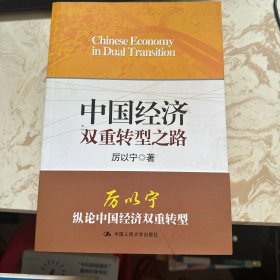 Chinese Economy
in Dual Transition
中国经济
双重转型之路
厉以宁◎著
厉以宁
纵论中国经济双重转型
中国人民大学出版社